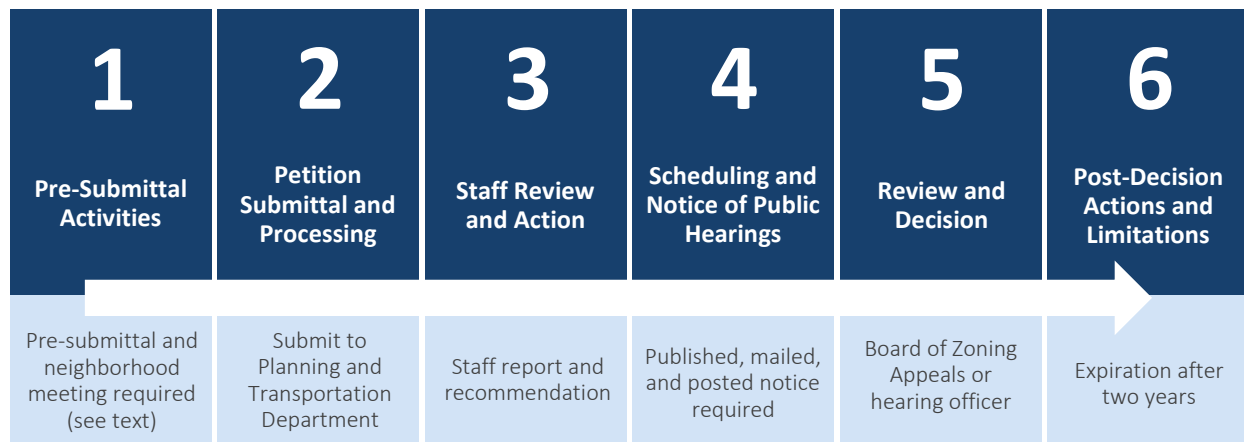 1
Pre-Submittal
Activities
Pre-submittal and
neighborhood
meeting required
(see text)
2
Petition
Submittal and
Processing
Submit to
Planning and
Transportation
Department
3
Staff Review
and Action
Staff report and
recommendation
4
Scheduling and
Notice of Public
Hearings
Published, mailed,
and posted notice
required
5
Review and
Decision
Board of Zoning
Appeals or
hearing officer
6
Post-Decision
Actions and
Limitations
Expiration after
two years